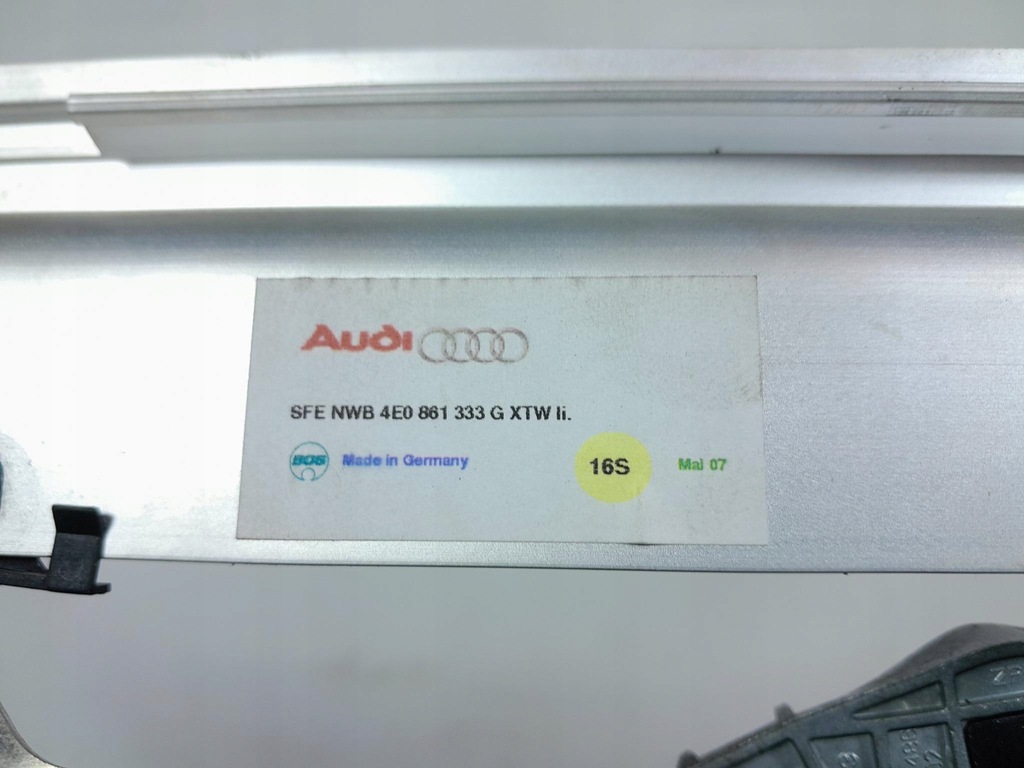 Audi
SFE NWB 4E0 861 333 G XTW li.
BOS Made in Germany 16S Mai 07